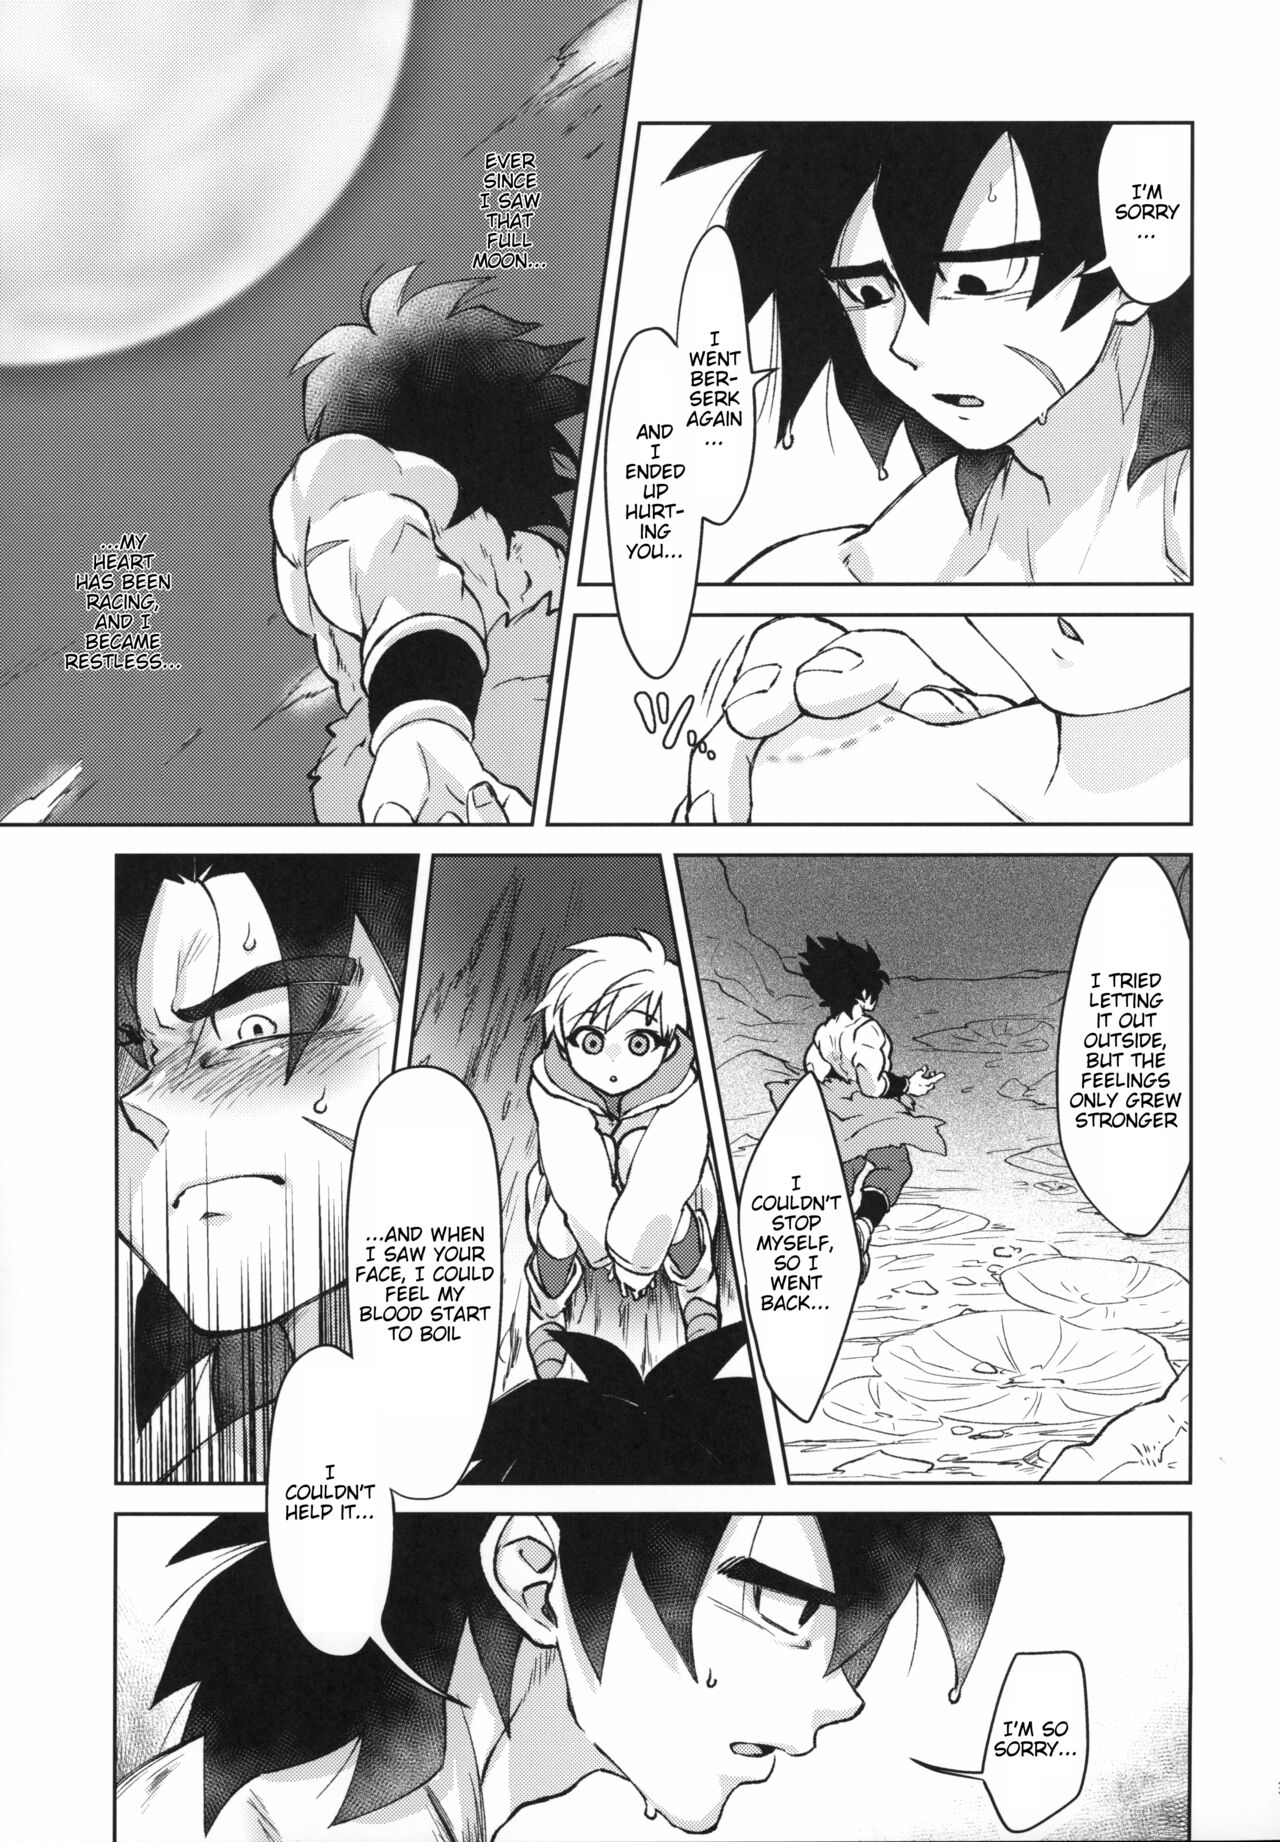 I'M
SORRY
...
I
WENT
BER-
SERK
AGAIN
...
AND
I
ENDED
UP
HURT-
ING
YOU...
EVER
SINCE
I SAW
THAT
FULL
MOON...
...MY
HEART
HAS BEEN
RACING,
AND I
BECAME
RESTLESS...
I TRIED
LETTING
IT OUT
OUTSIDE,
BUT THE
FEELINGS
ONLY GREW
STRONGER
I
COULDN'T
STOP
MYSELF,
SO I
WENT
BACK...
...AND WHEN
I SAW YOUR
FACE, I COULD
FEEL MY
BLOOD START
TO BOIL
I
COULDN'T
HELP IT...
I'M SO
SORRY...